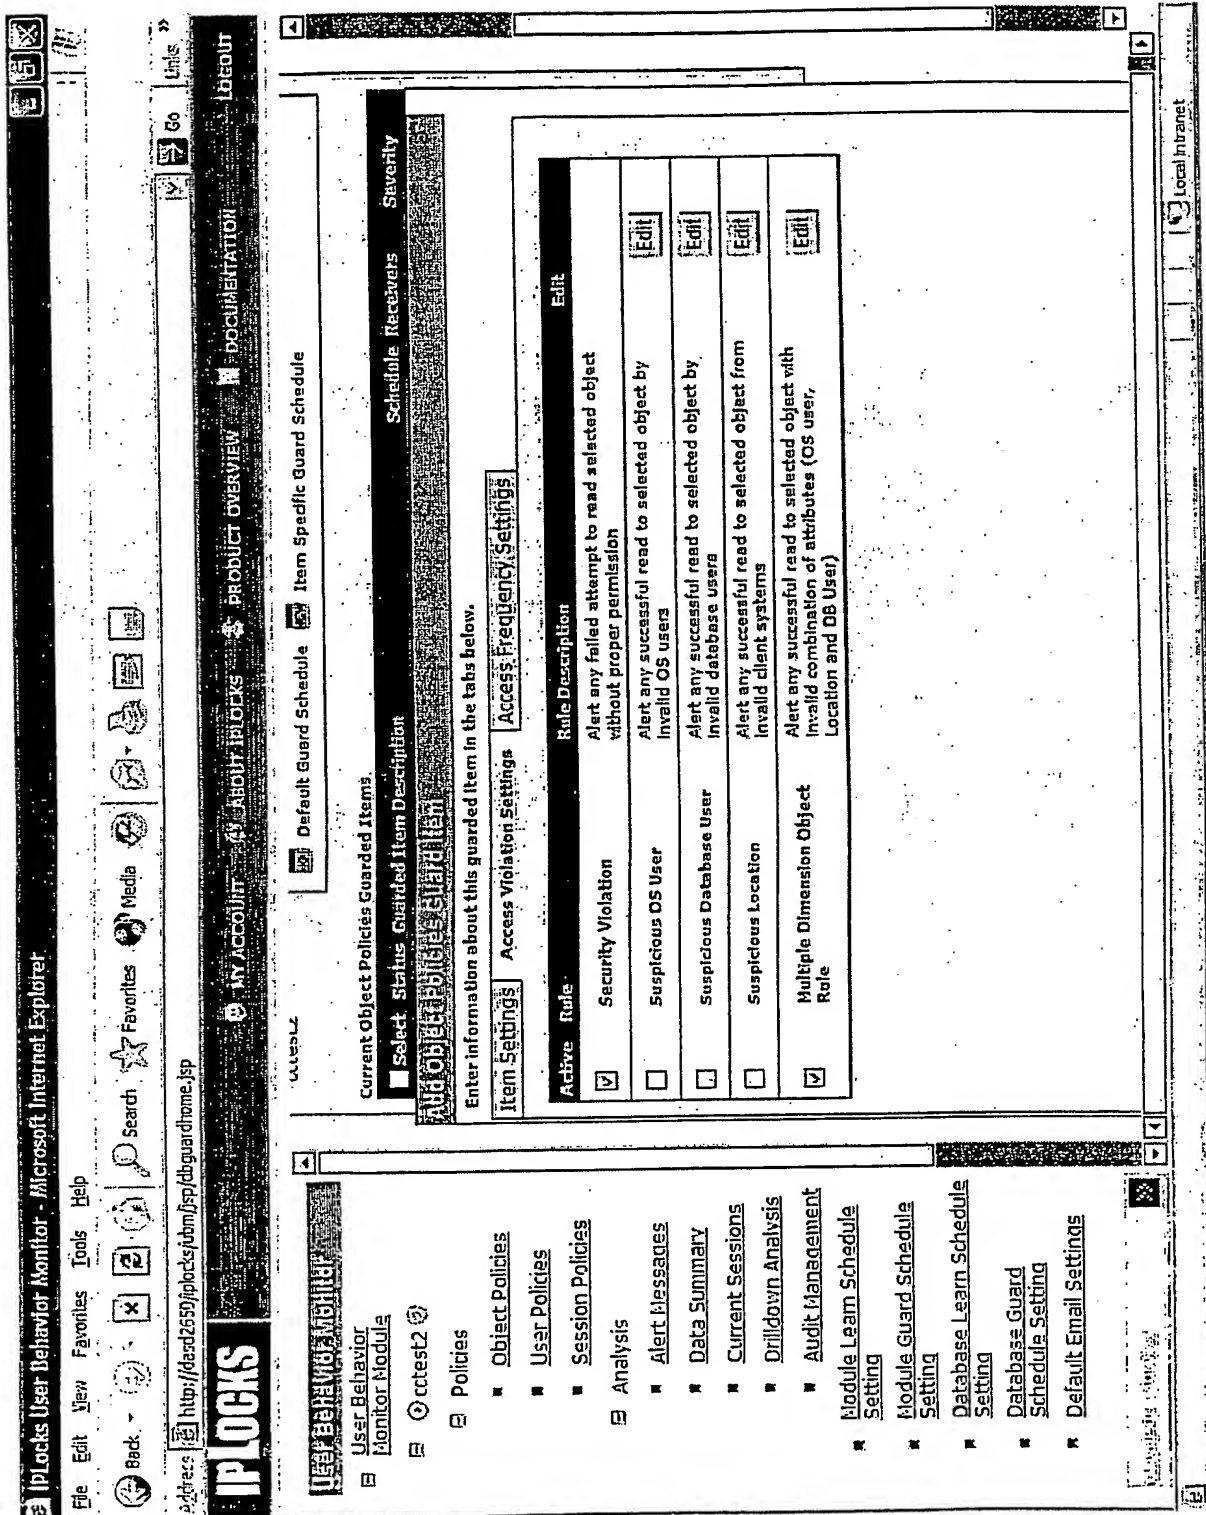 IPLocks User Behavior Monitor - Microsoft Internet Explorer
File Edit View Favorites Tools Help
Back Search Favorites Media
Address http://dasd2650/iplocks/ubm/jsp/dbguardhome.jsp Go Links »
IPLOCKS MY ACCOUNT ABOUT IPLOCKS PRODUCT OVERVIEW DOCUMENTATION LOGOUT
User Behavior Monitor
User Behavior
Monitor Module
cctest2
Policies
Object Policies
User Policies
Session Policies
Analysis
Alert Messages
Data Summary
Current Sessions
Drilldown Analysis
Audit Management
Module Learn Schedule
Setting
Module Guard Schedule
Setting
Database Learn Schedule
Setting
Database Guard
Schedule Setting
Default Email Settings
cctest2
Default Guard Schedule Item Specific Guard Schedule
Current Object Policies Guarded Items
Select Status Guarded Item Description Schedule Receivers Severity
Add Object Policies Guard Item
Enter information about this guarded item in the tabs below.
Item Settings Access Violation Settings Access Frequency Settings
Active Rule Rule Description Edit
Security Violation Alert any failed attempt to read selected object
without proper permission
Suspicious OS User Alert any successful read to selected object by
Invalid OS users Edit
Suspicious Database User Alert any successful read to selected object by
Invalid database users Edit
Suspicious Location Alert any successful read to selected object from
Invalid client systems Edit
Multiple Dimension Object
Rule Alert any successful read to selected object with
Invalid combination of attributes (OS user,
Location and DB User) Edit
Local intranet